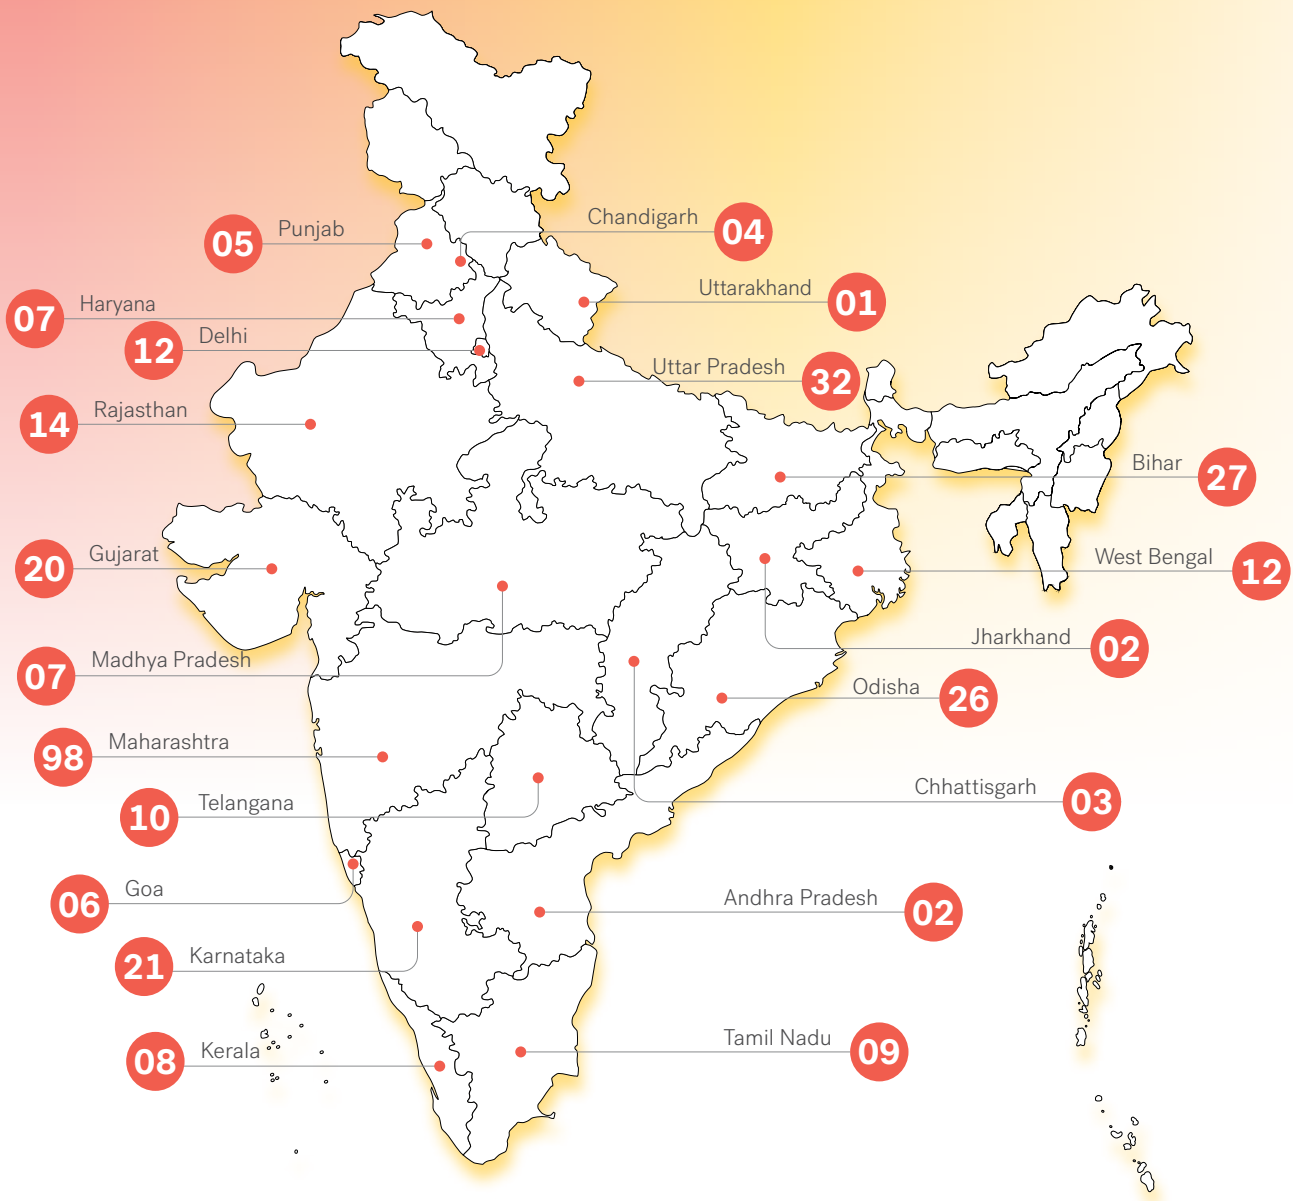 Punjab
05
Chandigarh
04
Haryana
07
Uttarakhand
01
Delhi
12
Uttar Pradesh
32
Rajasthan
14
Bihar
27
Gujarat
20
West Bengal
12
Madhya Pradesh
07
Jharkhand
02
Odisha
26
Maharashtra
98
Telangana
10
Chhattisgarh
03
Goa
06
Andhra Pradesh
02
Karnataka
21
Kerala
08
Tamil Nadu
09